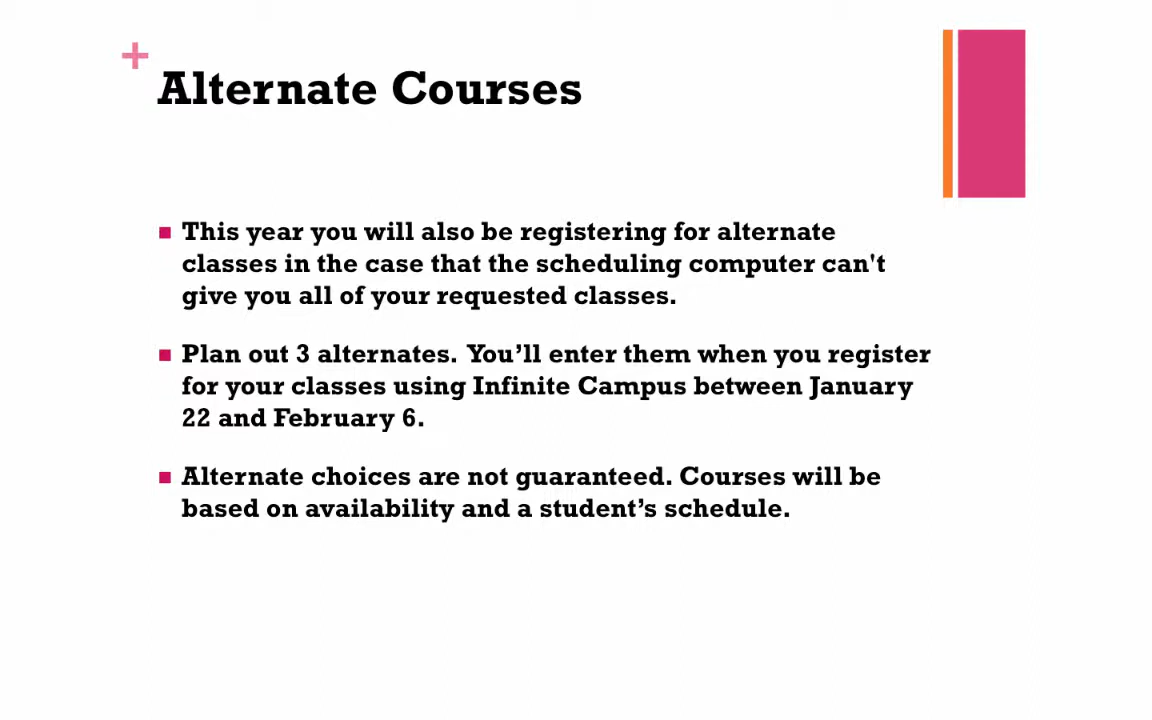 +
Alternate Courses
This year you will also be registering for alternate
classes in the case that the scheduling computer can't
give you all of your requested classes.
Plan out 3 alternates.  You’ll enter them when you register
for your classes using Infinite Campus between January
22 and February 6.
Alternate choices are not guaranteed. Courses will be
based on availability and a student’s schedule.